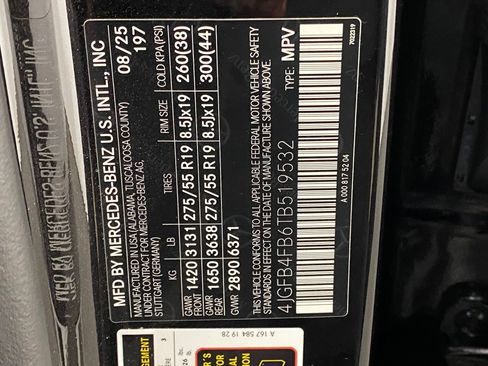 MFD BY MERCEDES-BENZ U.S. INTL., INC
IN USA(ALABAMA, TUSCALOOSA COUNTY)
UNDER CONTRACT FOR MERCEDES-BENZ AG,
STUTTGART (GERMANY)
08/25
197
KG LB TIRES RIM SIZE COLD KPA(PSI)
GAWR FRONT 1420 3131 275/55 R19 8.5Jx19 260(38)
GAWR REAR 1650 3638 275/55 R19 8.5Jx19 300(44)
GVWR 2890 6371
THIS VEHICLE CONFORMS TO ALL APPLICABLE FEDERAL MOTOR VEHICLE SAFETY
STANDARDS IN EFFECT ON THE DATE OF MANUFACTURE SHOWN ABOVE.
4JGFB4FB6TB519532
TYPE: MPV
A 000 817 52 04
7022319
A 167 584 19 28